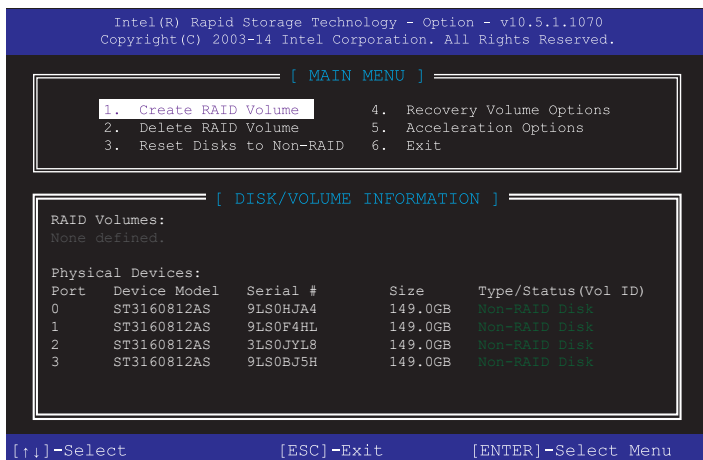 Intel(R) Rapid Storage Technology - Option - v10.5.1.1070
Copyright(C) 2003-14 Intel Corporation. All Rights Reserved.
[ MAIN MENU ]
1. Create RAID Volume 4. Recovery Volume Options
2. Delete RAID Volume 5. Acceleration Options
3. Reset Disks to Non-RAID 6. Exit
[ DISK/VOLUME INFORMATION ]
RAID Volumes:
None defined.
Physical Devices:
Port Device Model Serial # Size Type/Status(Vol ID)
0 ST3160812AS 9LS0HJA4 149.0GB Non-RAID Disk
1 ST3160812AS 9LS0F4HL 149.0GB Non-RAID Disk
2 ST3160812AS 3LS0JYL8 149.0GB Non-RAID Disk
3 ST3160812AS 9LS0BJ5H 149.0GB Non-RAID Disk
[↑↓]-Select [ESC]-Exit [ENTER]-Select Menu